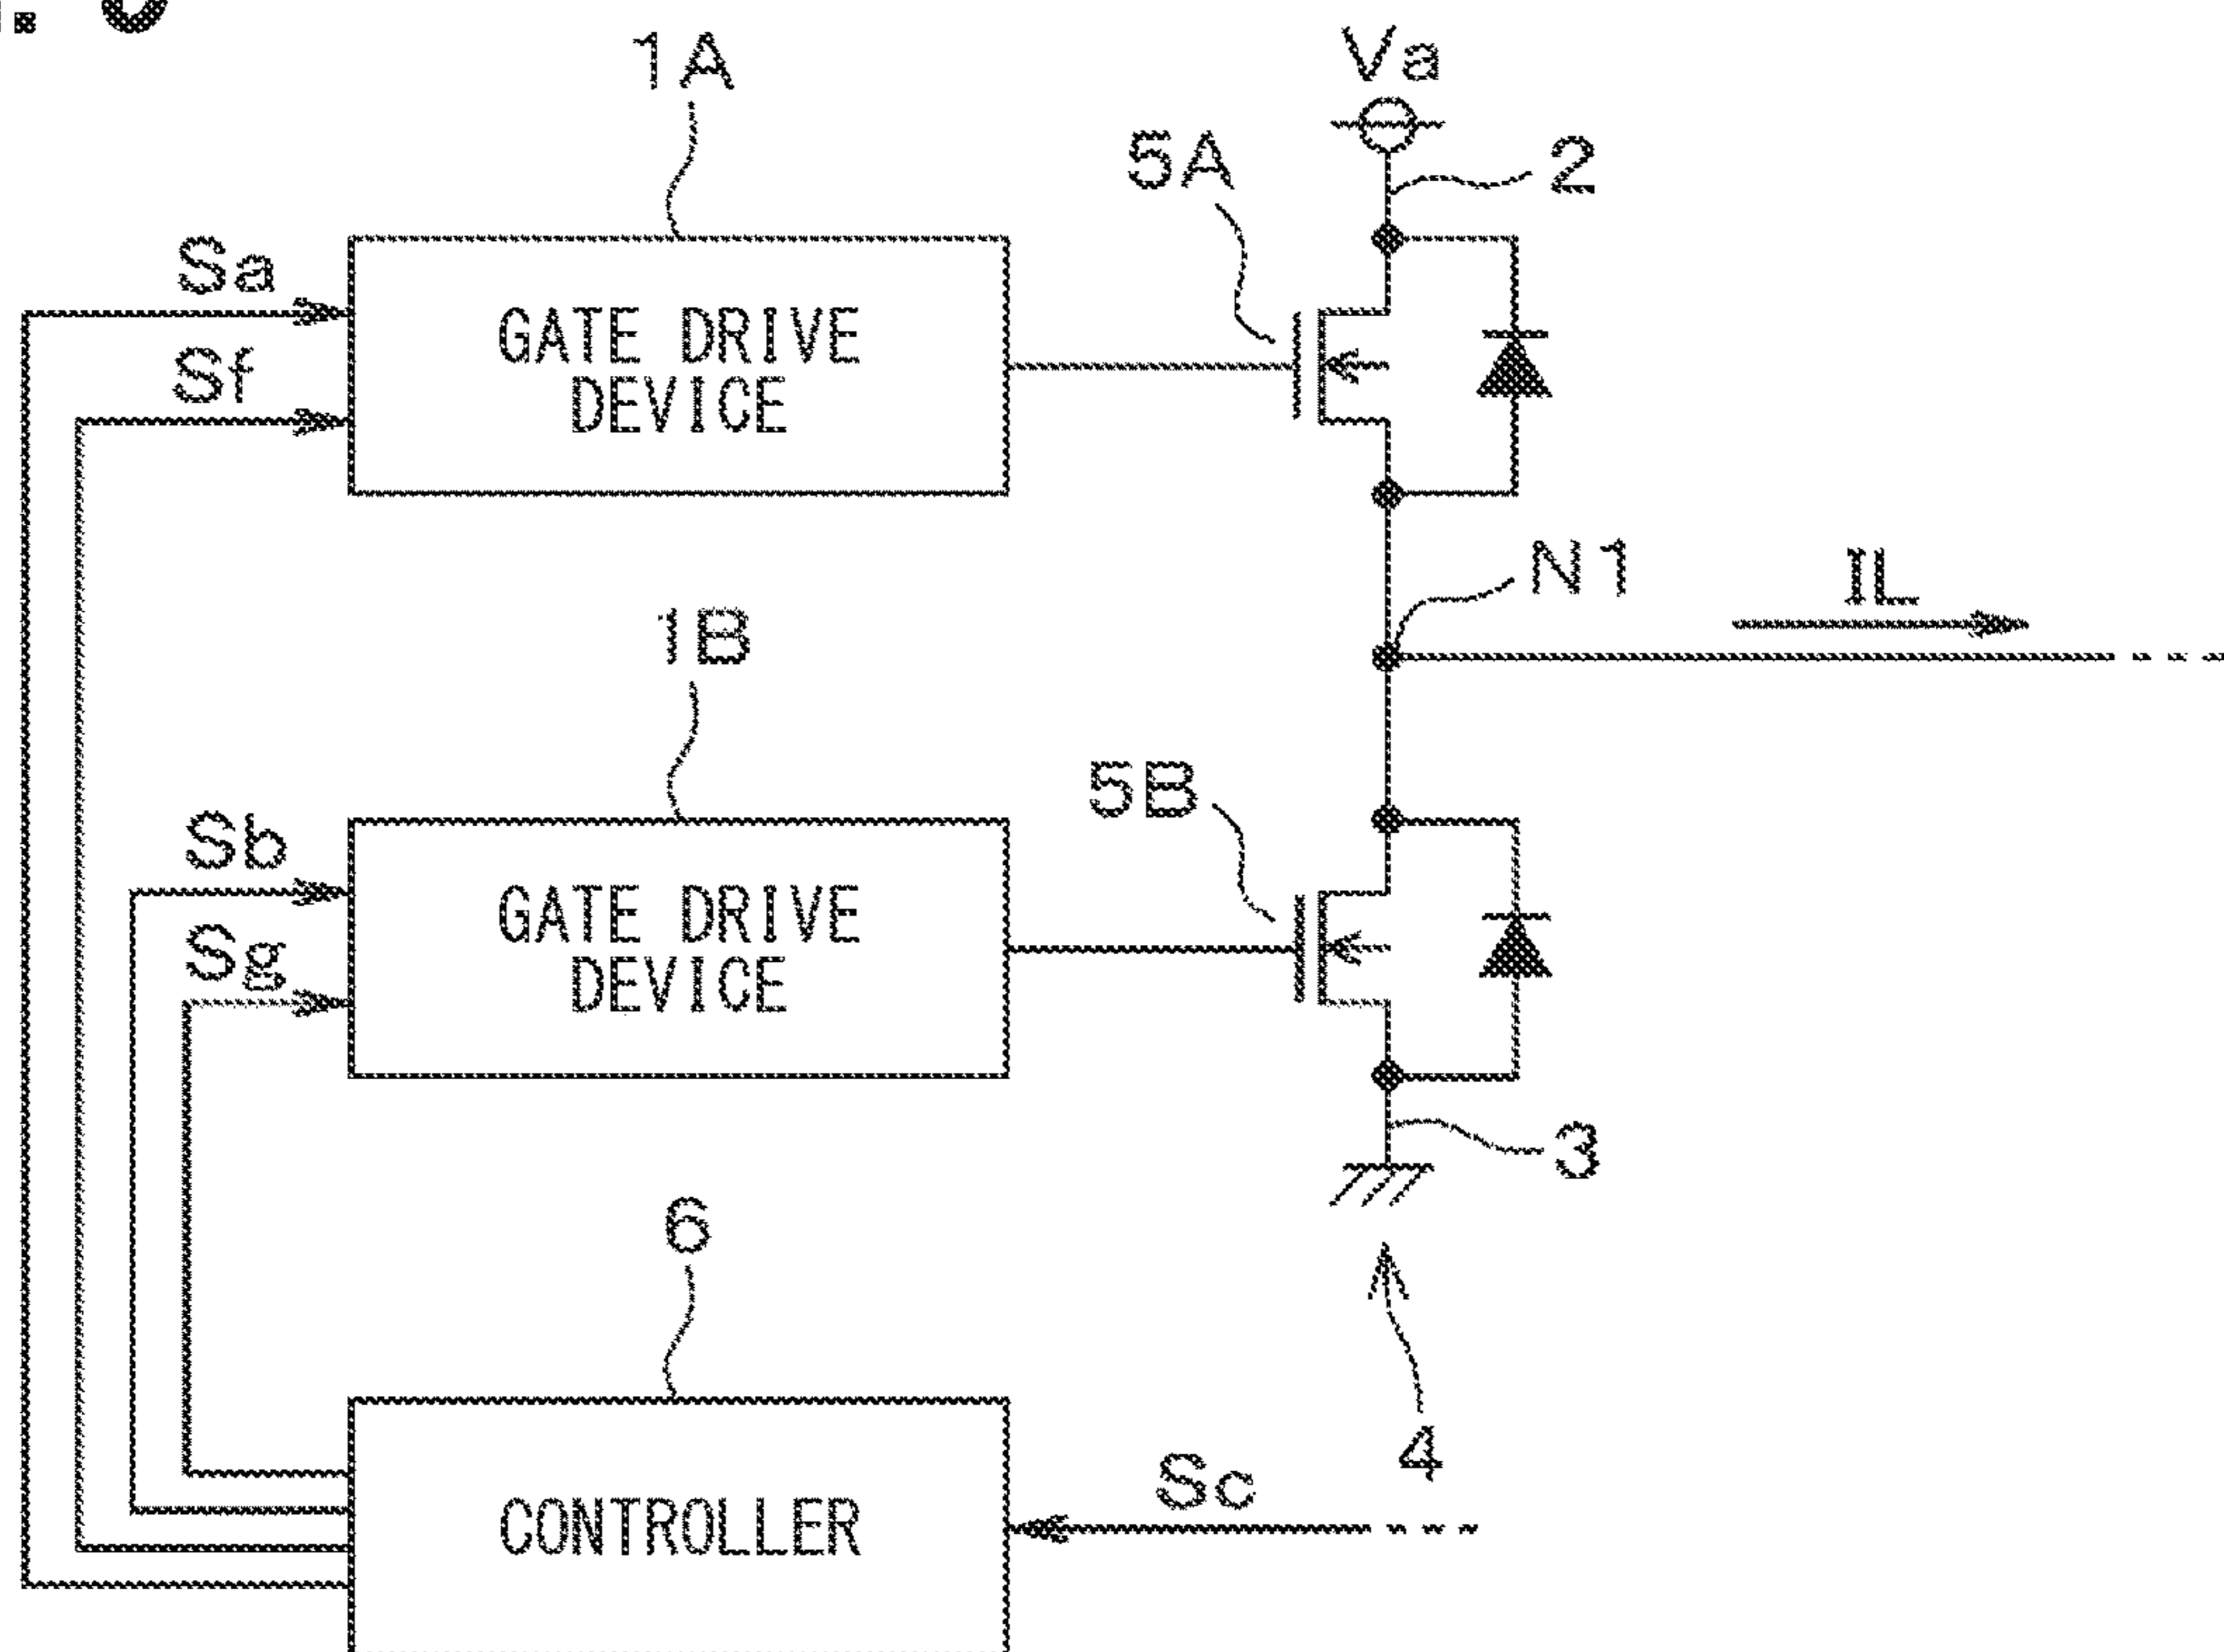 1A
Va
5A
2
Sa
GATE DRIVE
DEVICE
Sf
N1
IL
1B
5B
Sb
GATE DRIVE
DEVICE
Sg
3
6
4
Sc
CONTROLLER